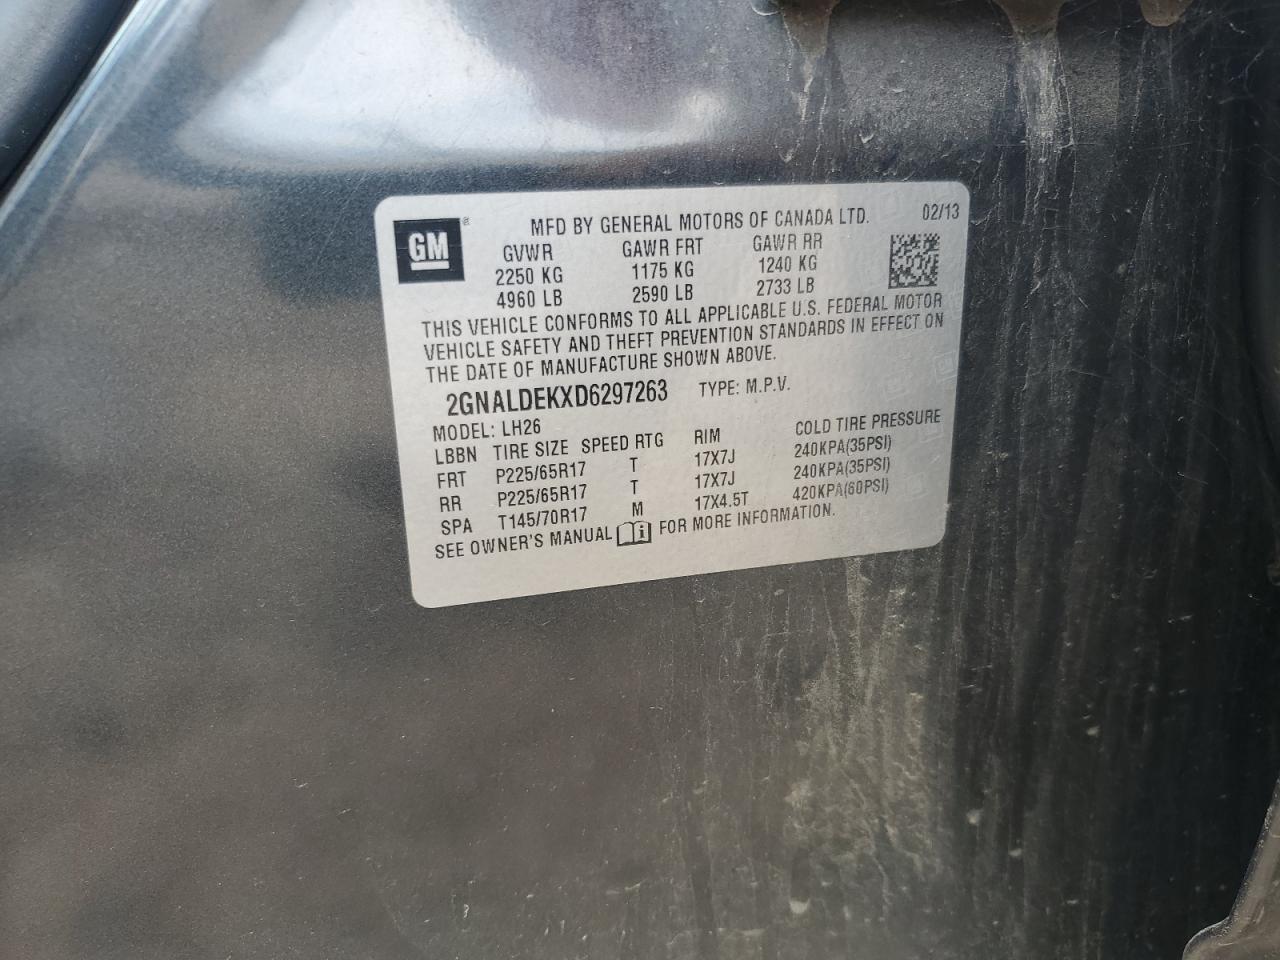 GM ® MFD BY GENERAL MOTORS OF CANADA LTD. 02/13
GVWR GAWR FRT GAWR RR
2250 KG 1175 KG 1240 KG
4960 LB 2590 LB 2733 LB
THIS VEHICLE CONFORMS TO ALL APPLICABLE U.S. FEDERAL MOTOR
VEHICLE SAFETY AND THEFT PREVENTION STANDARDS IN EFFECT ON
THE DATE OF MANUFACTURE SHOWN ABOVE.
2GNALDEKXD6297263 TYPE: M.P.V.
MODEL: LH26
LBBN TIRE SIZE SPEED RTG RIM COLD TIRE PRESSURE
FRT P225/65R17 T 17X7J 240KPA(35PSI)
RR P225/65R17 T 17X7J 240KPA(35PSI)
SPA T145/70R17 M 17X4.5T 420KPA(60PSI)
SEE OWNER'S MANUAL i FOR MORE INFORMATION.